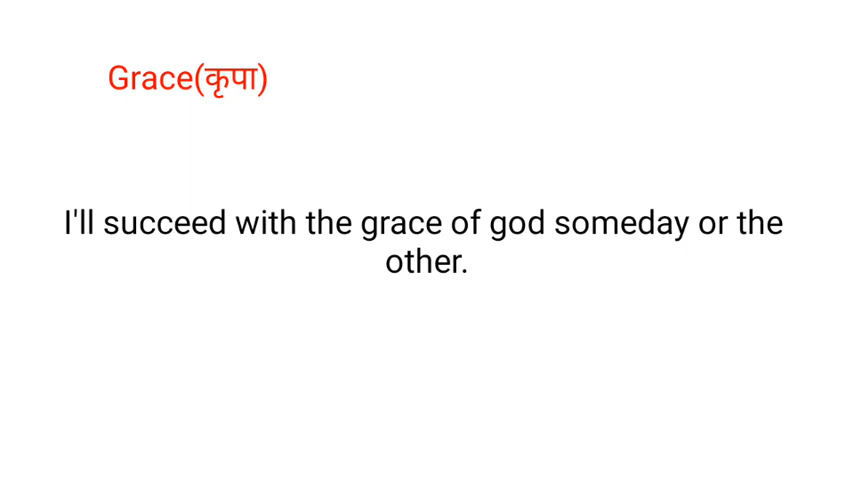 Grace(कृपा)
I'll succeed with the grace of god someday or the
other.